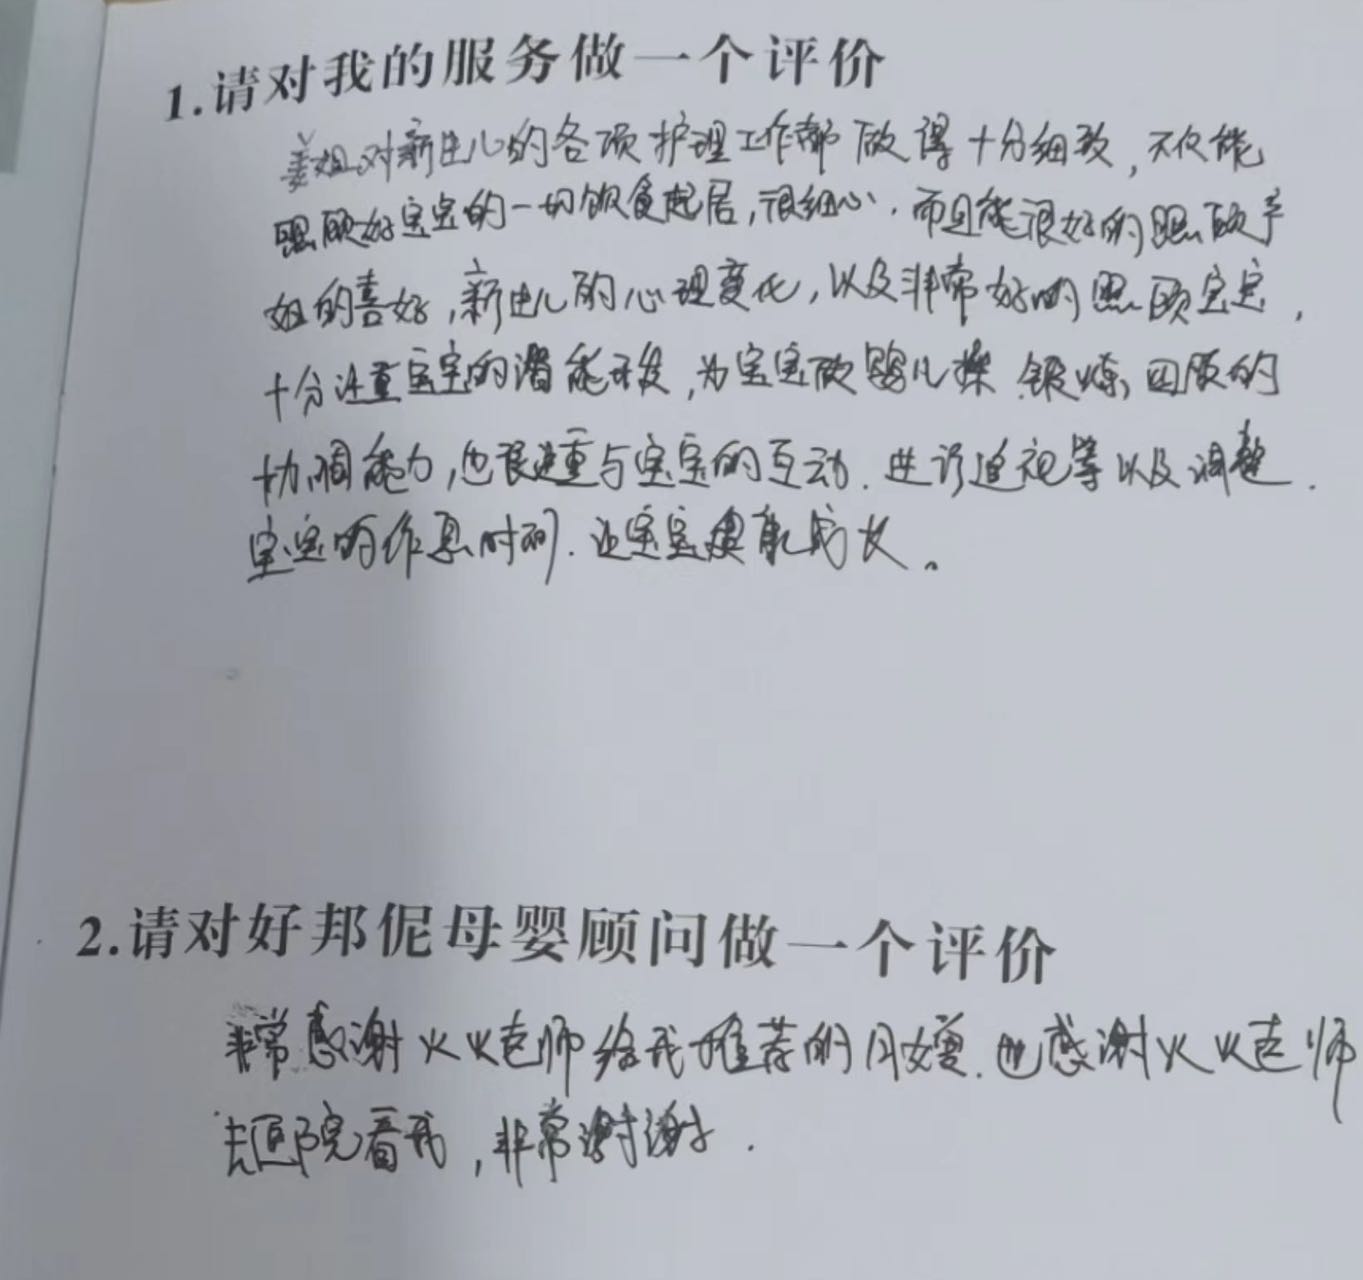 1.请对我的服务做一个评价
姜姐对新生儿的各项护理工作都做得十分细致,不仅能
照顾好宝宝的一切饮食起居,很细心,而且能很好的照顾产
妇的喜好,新生儿的心理变化,以及非常好的照顾宝宝,
十分注重宝宝的潜能开发,为宝宝做婴儿操 锻炼 四肢的
协调能力,也很注重与宝宝的互动.进行追视等以及调整.
宝宝的作息时间.让宝宝健康成长。
2.请对好邦伲母婴顾问做一个评价
非常感谢火火老师给我推荐的月嫂.也感谢火火老师
去医院看我,非常谢谢.